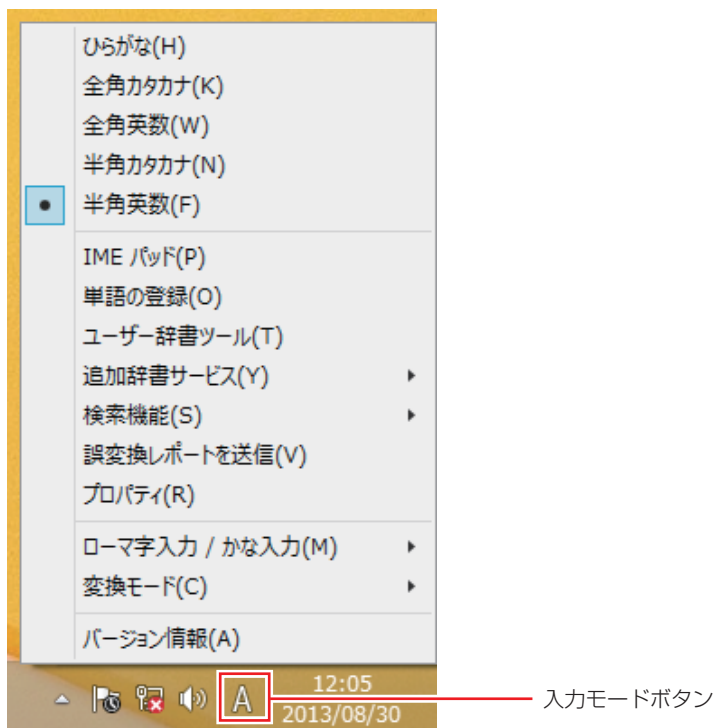 ひらがな(H)
全角カタカナ(K)
全角英数(W)
半角カタカナ(N)
半角英数(F)
IME パッド(P)
単語の登録(O)
ユーザー辞書ツール(T)
追加辞書サービス(Y)
検索機能(S)
誤変換レポートを送信(V)
プロパティ(R)
ローマ字入力 / かな入力(M)
変換モード(C)
バージョン情報(A)
A
12:05
2013/08/30
入力モードボタン